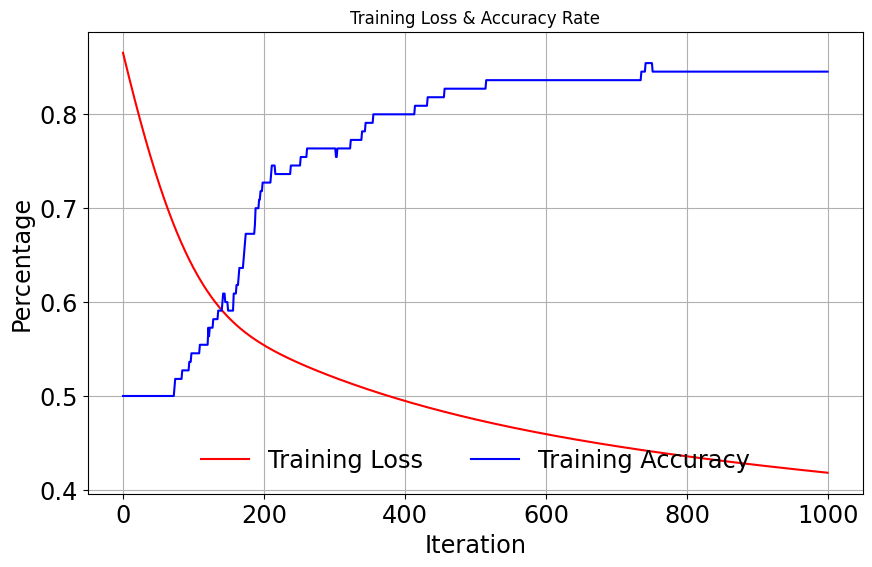 Training Loss & Accuracy Rate
Percentage
0.8
0.7
0.6
0.5
0.4
Training Loss
Training Accuracy
0 200 400 600 800 1000
Iteration